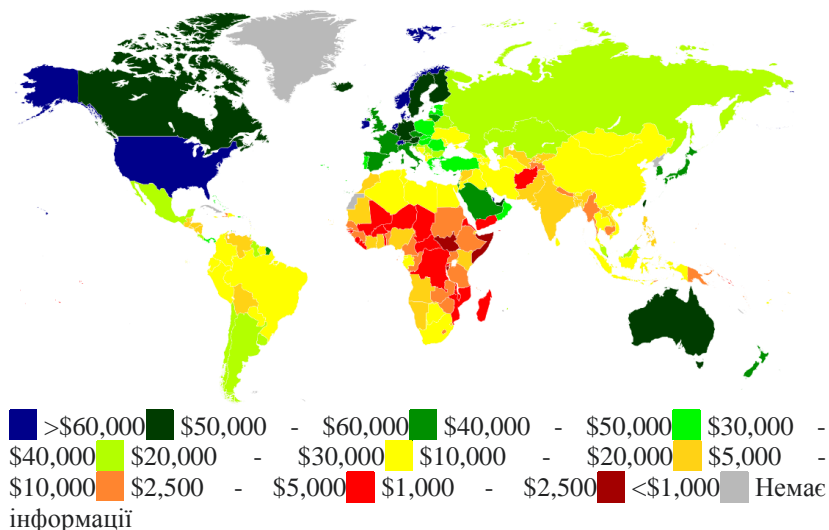 >$60,000 $50,000 - $60,000 $40,000 - $50,000 $30,000 -
$40,000 $20,000 - $30,000 $10,000 - $20,000 $5,000 -
$10,000 $2,500 - $5,000 $1,000 - $2,500 <$1,000 Немає
інформації